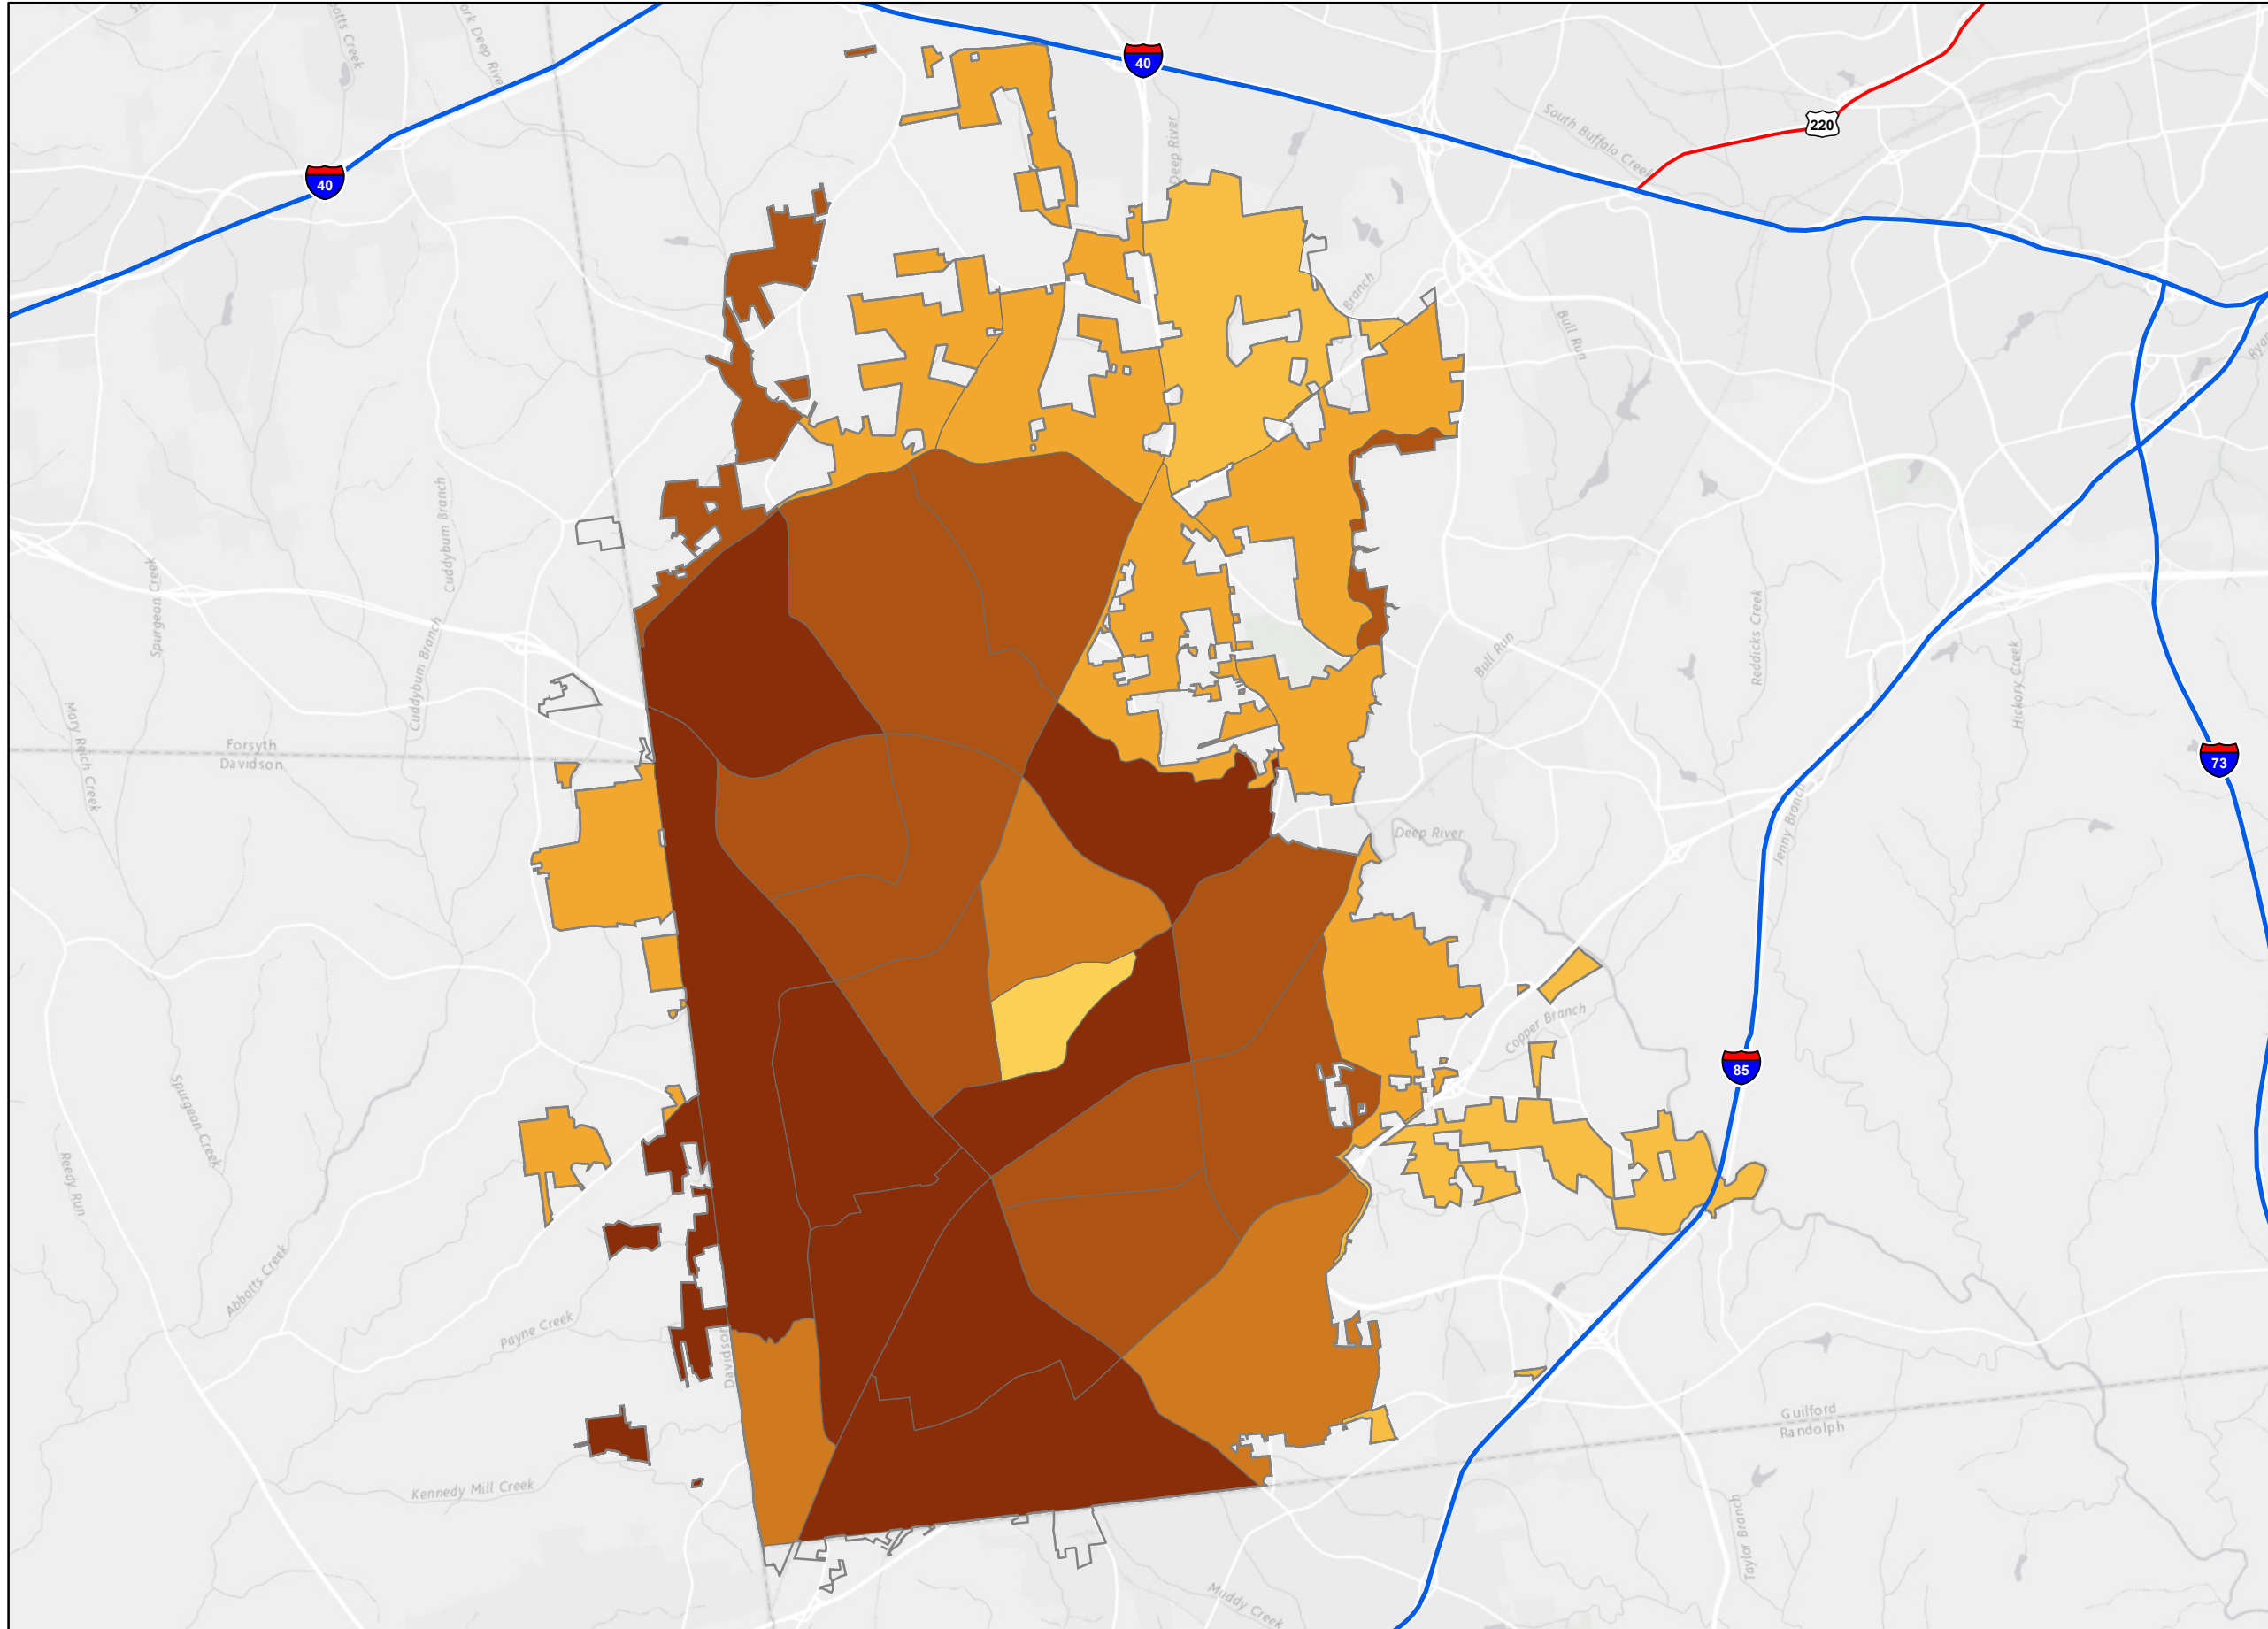 40
Deep River
South Buffalo Creek
220
40
Branch
Bull Run
Cuddyburn Branch
Spurgeon Creek
Cuddyburn Branch
Bull Run
Reddicks Creek
Hickory Creek
Mary Reich Creek
Forsyth
Davidson
73
Jenny Branch
Deep River
Copper Branch
85
Spurgeon Creek
Reedy Run
Abbotts Creek
Payne Creek
Davidson
Guilford
Randolph
Kennedy Mill Creek
Taylor Branch
Muddy Creek